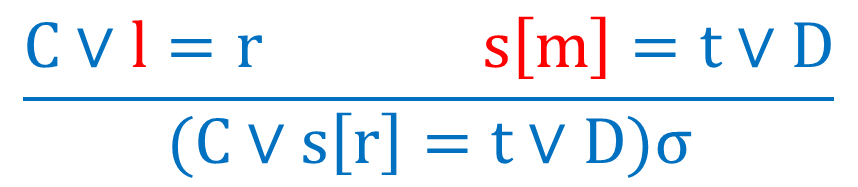 C ∨ l = r s[m] = t ∨ D
(C ∨ s[r] = t ∨ D)σ